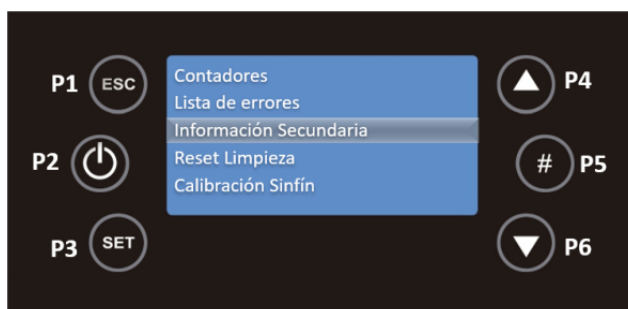 P1 ESC
P2
P3 SET
Contadores
Lista de errores
Información Secundaria
Reset Limpieza
Calibración Sinfín
P4
# P5
P6